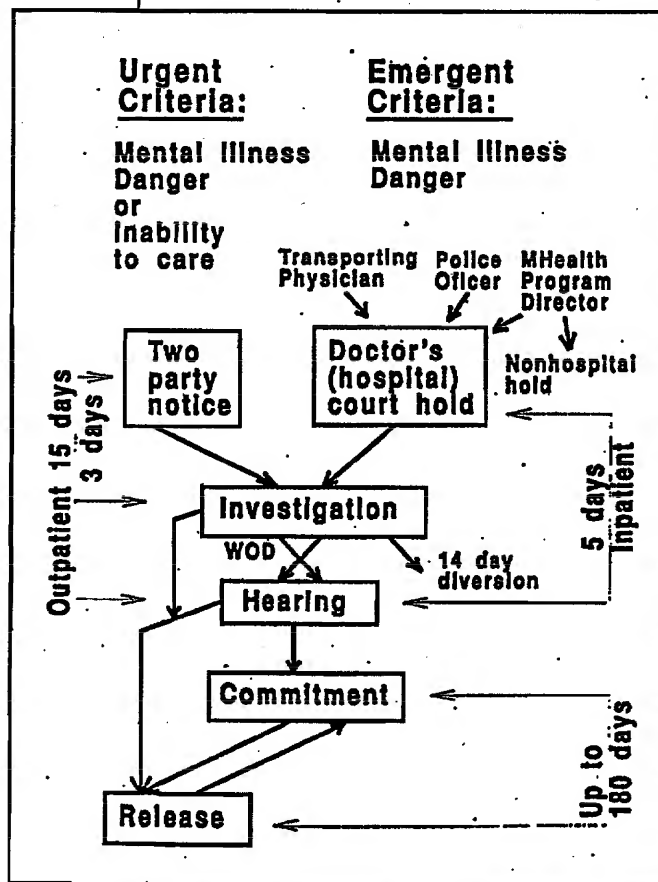 Urgent
Criteria:
Emergent
Criteria:
Mental Illness
Danger
or
Inability
to care
Mental Illness
Danger
Transporting
Physician
Police
Oficer
MHealth
Program
Director
Nonhospital
hold
Two
party
notice
Doctor's
(hospital)
court hold
Outpatient 15 days
3 days
5 days
Inpatient
Investigation
WOD
14 day
diversion
Hearing
Commitment
Up to
180 days
Release